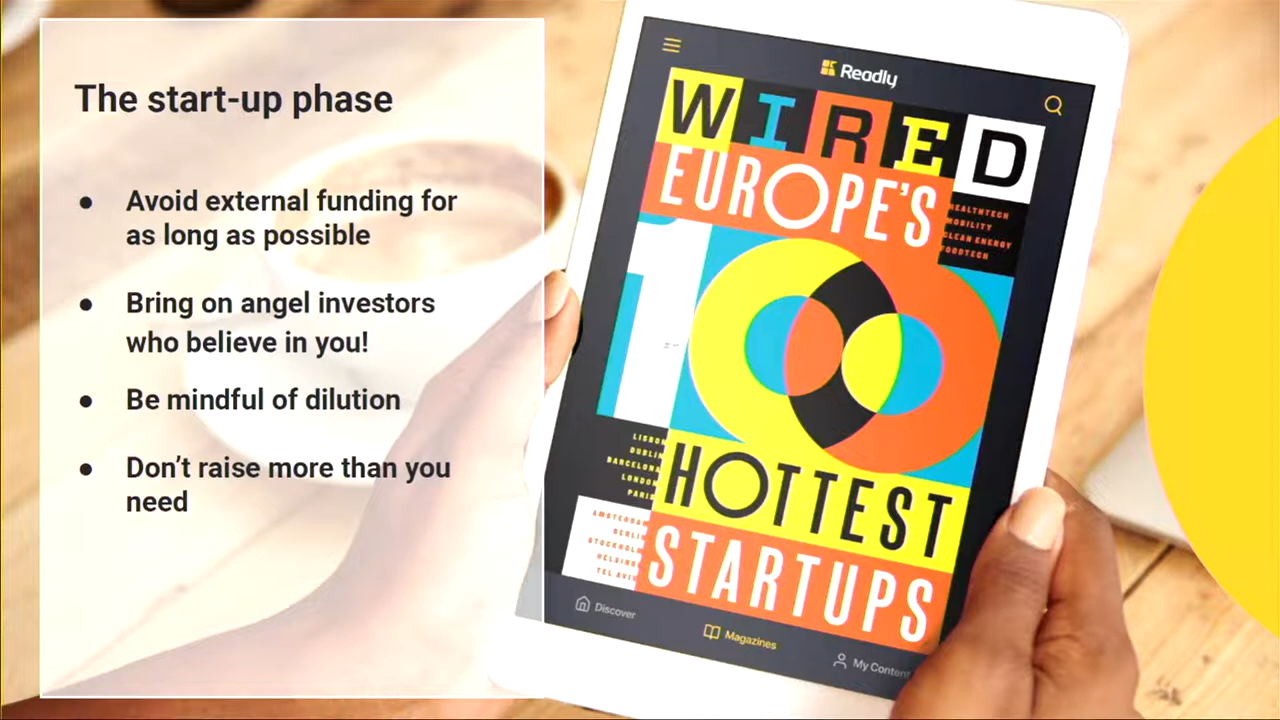 The start-up phase
● Avoid external funding for
as long as possible
● Bring on angel investors
who believe in you!
● Be mindful of dilution
● Don't raise more than you
need
Readly
WIRED
EUROPE'S
HEALTHTECH
MOBILITY
CLEAN ENERGY
FOODTECH
100
LISBON
DUBLIN
BARCELONA
LONDON
PARIS
HOTTEST
AMSTERDAM
BERLIN
STOCKHOLM
HELSINKI
TEL AVIV
STARTUPS
Discover
Magazines
My Content